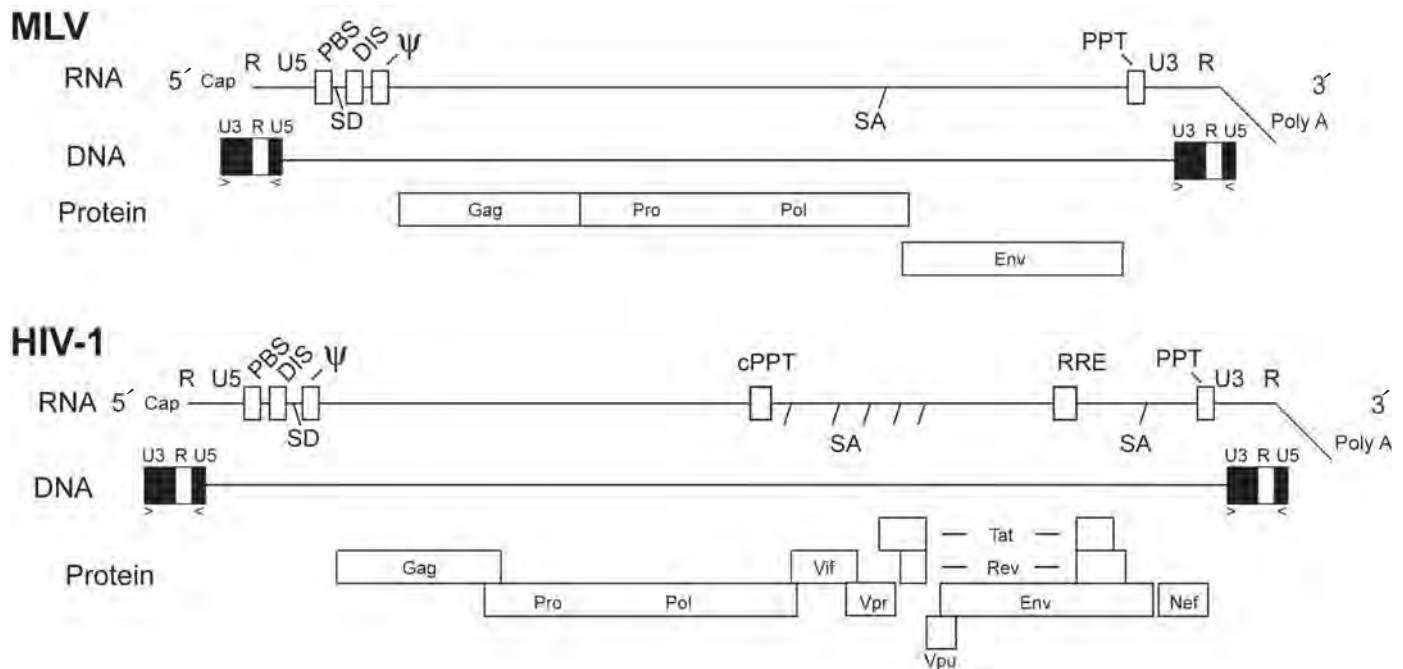 MLV
PBS DIS ψ PPT
R U5 U3 R
RNA 5´ Cap 3´
SD SA Poly A
U3 R U5 U3 R U5
DNA
> < > <
Protein Gag Pro Pol
Env
HIV-1
PBS DIS ψ cPPT RRE PPT
R U5 U3 R
RNA 5´ Cap 3´
SD SA SA Poly A
U3 R U5 U3 R U5
DNA
> < > <
Tat
Protein Gag Vif Rev
Pro Pol Vpr Env Nef
Vpu